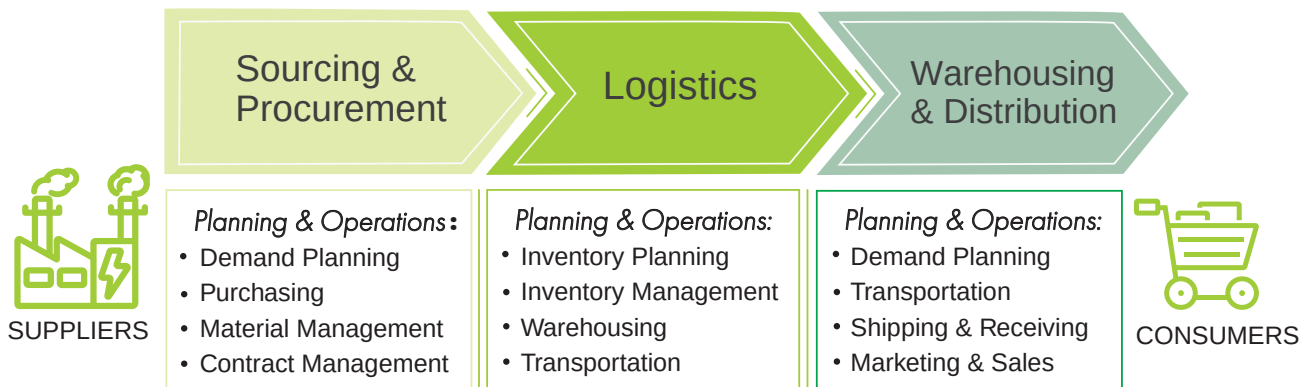 Sourcing &
Procurement
Logistics
Warehousing
& Distribution
SUPPLIERS
Planning & Operations:
• Demand Planning
• Purchasing
• Material Management
• Contract Management
Planning & Operations:
• Inventory Planning
• Inventory Management
• Warehousing
• Transportation
Planning & Operations:
• Demand Planning
• Transportation
• Shipping & Receiving
• Marketing & Sales
CONSUMERS